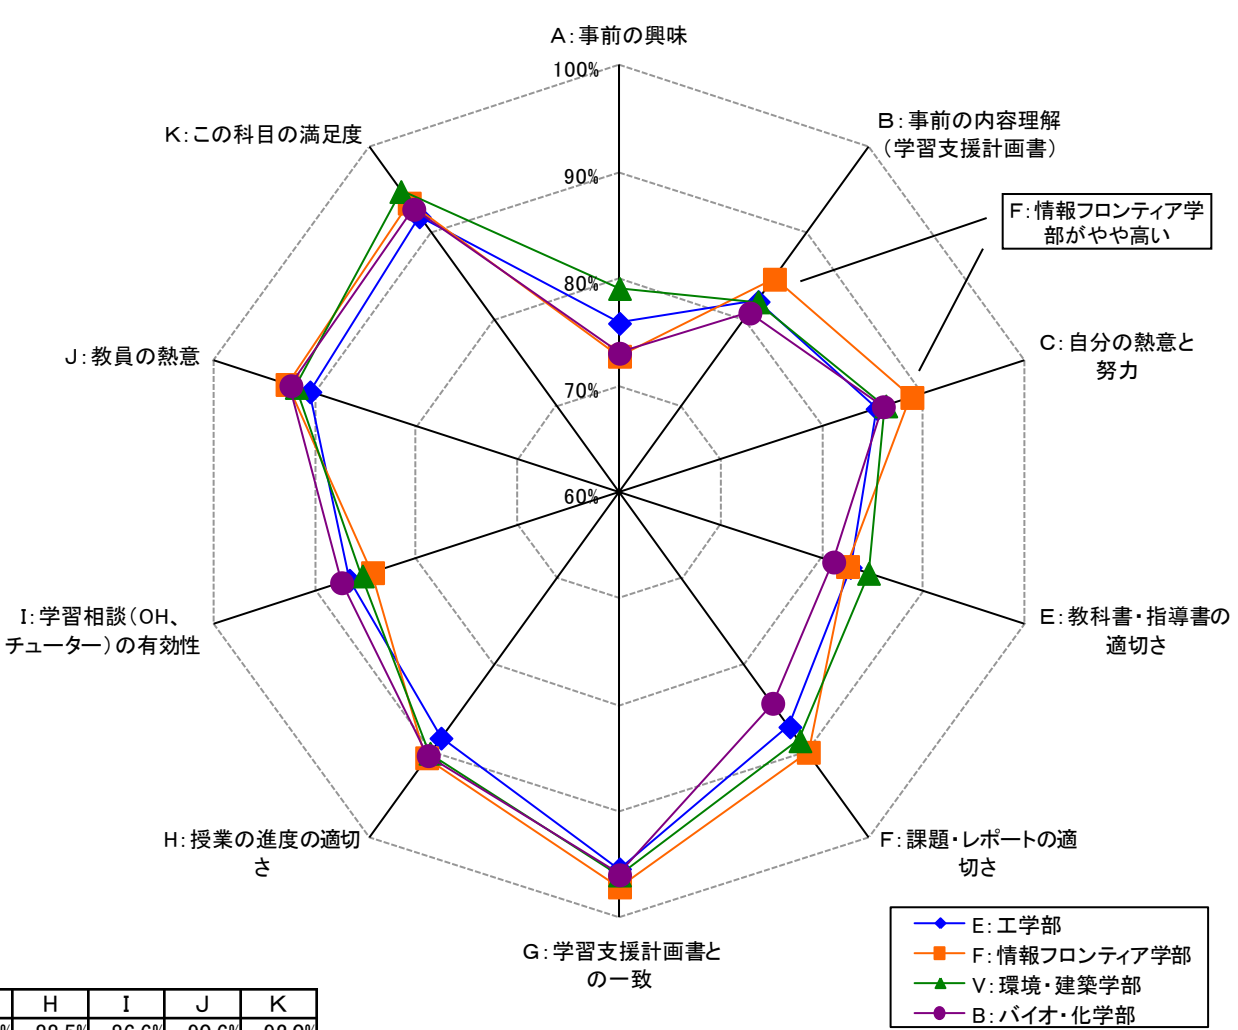 A:事前の興味
100%
K:この科目の満足度
B:事前の内容理解
(学習支援計画書)
90%
F:情報フロンティア学
部がやや高い
80%
J:教員の熱意
C:自分の熱意と
努力
70%
60%
I:学習相談(OH、
チューター)の有効性
E:教科書・指導書の
適切さ
H:授業の進度の適切
さ
F:課題・レポートの適
切さ
G:学習支援計画書と
の一致
E:工学部
F:情報フロンティア学部
V:環境・建築学部
B:バイオ・化学部
H I J K